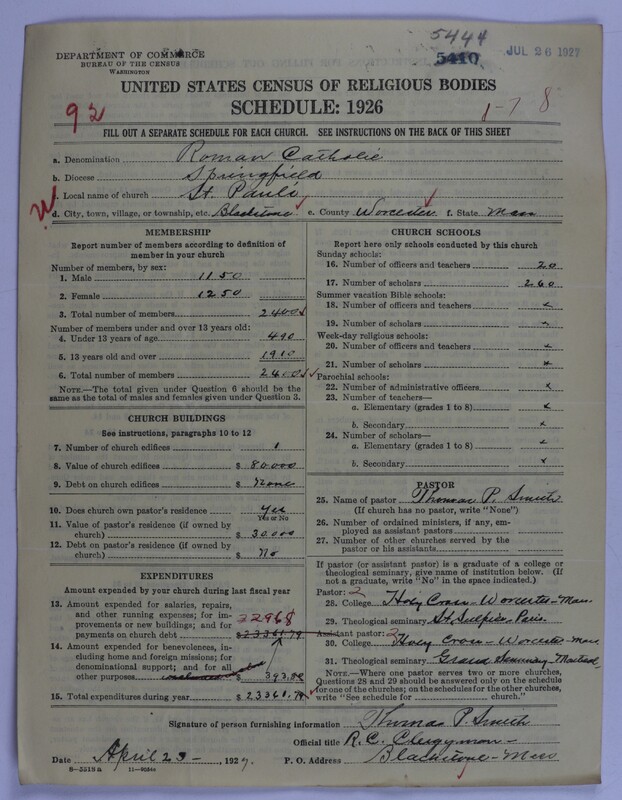 5444
DEPARTMENT OF COMMERCE
BUREAU OF THE CENSUS
WASHINGTON
5440
JUL 26 1927
UNITED STATES CENSUS OF RELIGIOUS BODIES
SCHEDULE: 1926
92
1-7 8
FILL OUT A SEPARATE SCHEDULE FOR EACH CHURCH. SEE INSTRUCTIONS ON THE BACK OF THIS SHEET
a. Denomination Roman Catholic
b. Diocese Springfield
c. Local name of church St. Paul's
d. City, town, village, or township, etc. Blackstone e. County Worcester f. State Mass
MEMBERSHIP
Report number of members according to definition of member in your church
Number of members, by sex:
1. Male 1150
2. Female 1250
3. Total number of members 2400
Number of members under and over 13 years old:
4. Under 13 years of age 490
5. 13 years old and over 1910
6. Total number of members 2400
NOTE.—The total given under Question 6 should be the same as the total of males and females given under Question 3.
CHURCH BUILDINGS
See instructions, paragraphs 10 to 12
7. Number of church edifices 1
8. Value of church edifices $ 80.000
9. Debt on church edifices $ None
10. Does church own pastor's residence? Yes
Yes or No
11. Value of pastor's residence (if owned by church) $ 30.000
12. Debt on pastor's residence (if owned by church) $ No
EXPENDITURES
Amount expended by your church during last fiscal year
13. Amount expended for salaries, repairs, and other running expenses; for improvements or new buildings; and for payments on church debt 22968 $ 23361.79
14. Amount expended for benevolences, including home and foreign missions; for denominational support; and for all other purposes $ 393.00
15. Total expenditures during year $ 23361.79
CHURCH SCHOOLS
Report here only schools conducted by this church
Sunday schools:
16. Number of officers and teachers 20
17. Number of scholars 260
Summer vacation Bible schools:
18. Number of officers and teachers x
19. Number of scholars x
Week-day religious schools:
20. Number of officers and teachers x
21. Number of scholars x
Parochial schools:
22. Number of administrative officers x
23. Number of teachers—
a. Elementary (grades 1 to 8) x
b. Secondary x
24. Number of scholars—
a. Elementary (grades 1 to 8) x
b. Secondary x
PASTOR
25. Name of pastor Thomas P. Smith
(If church has no pastor, write "None")
26. Number of ordained ministers, if any, employed as assistant pastors
27. Number of other churches served by the pastor or his assistants
If pastor (or assistant pastor) is a graduate of a college or theological seminary, give name of institution below. (If not a graduate, write "No" in the space indicated.)
Pastor: 2
28. College Holy Cross - Worcester - Mass.
29. Theological seminary St. Sulpice Paris.
Assistant pastor: 2
30. College Holy Cross - Worcester - Mass
31. Theological seminary Grand Seminary - Montreal
NOTE.—Where one pastor serves two or more churches, Questions 28 and 29 should be answered only on the schedule for one of the churches; on the schedules for the other churches, write "See schedule for church."
Signature of person furnishing information Thomas P. Smith
Official title R.C. Clergyman -
Date April 23 -, 1927. P. O. Address Blackstone - Mass
8-5518 a